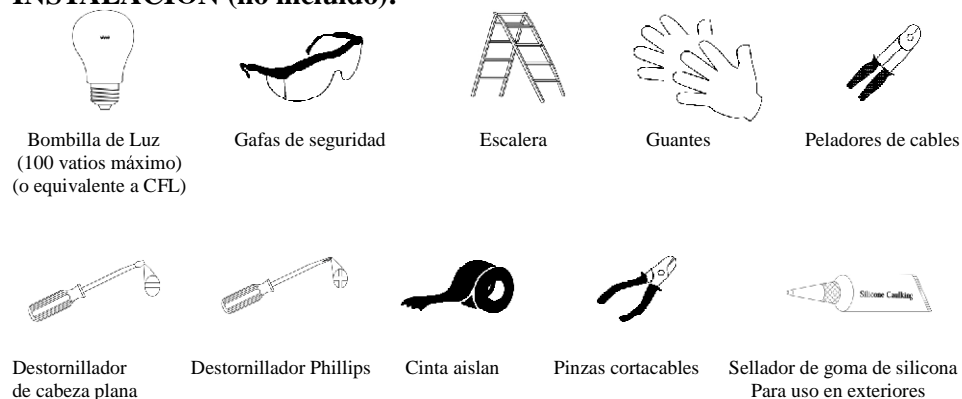 INSTALACIÓN (no incluido):
Bombilla de Luz
(100 vatios máximo)
(o equivalente a CFL)
Gafas de seguridad
Escalera
Guantes
Peladores de cables
Silicone Caulking
Destornillador
de cabeza plana
Destornillador Phillips
Cinta aislan
Pinzas cortacables
Sellador de goma de silicona
Para uso en exteriores